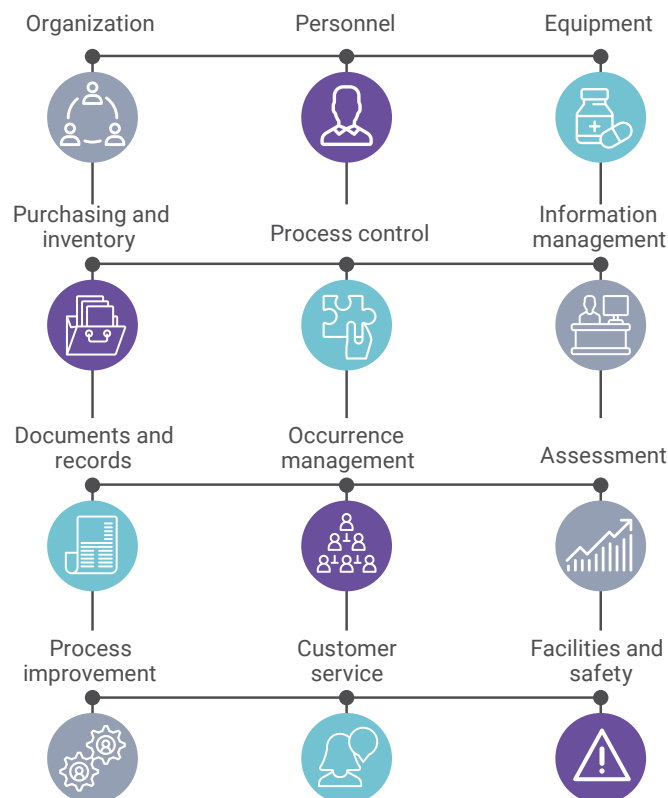 Organization
Personnel
Equipment
Purchasing and
inventory
Process control
Information
management
Documents and
records
Occurrence
management
Assessment
Process
improvement
Customer
service
Facilities and
safety